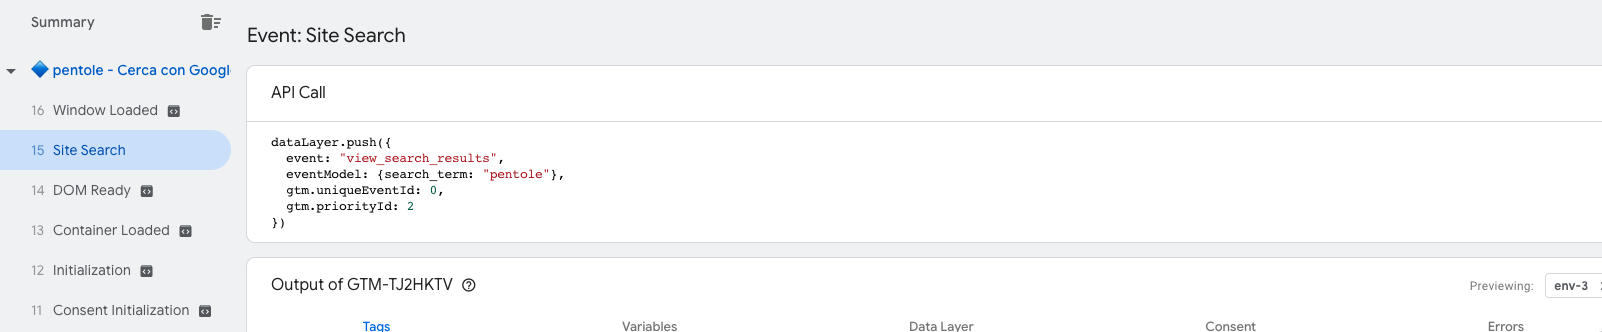 Summary
pentole - Cerca con Googl
16 Window Loaded
15 Site Search
14 DOM Ready
13 Container Loaded
12 Initialization
11 Consent Initialization
Event: Site Search
API Call
dataLayer.push({
  event: "view_search_results",
  eventModel: {search_term: "pentole"},
  gtm.uniqueEventId: 0,
  gtm.priorityId: 2
})
Output of GTM-TJ2HKTV
Previewing: env-3
Tags Variables Data Layer Consent Errors